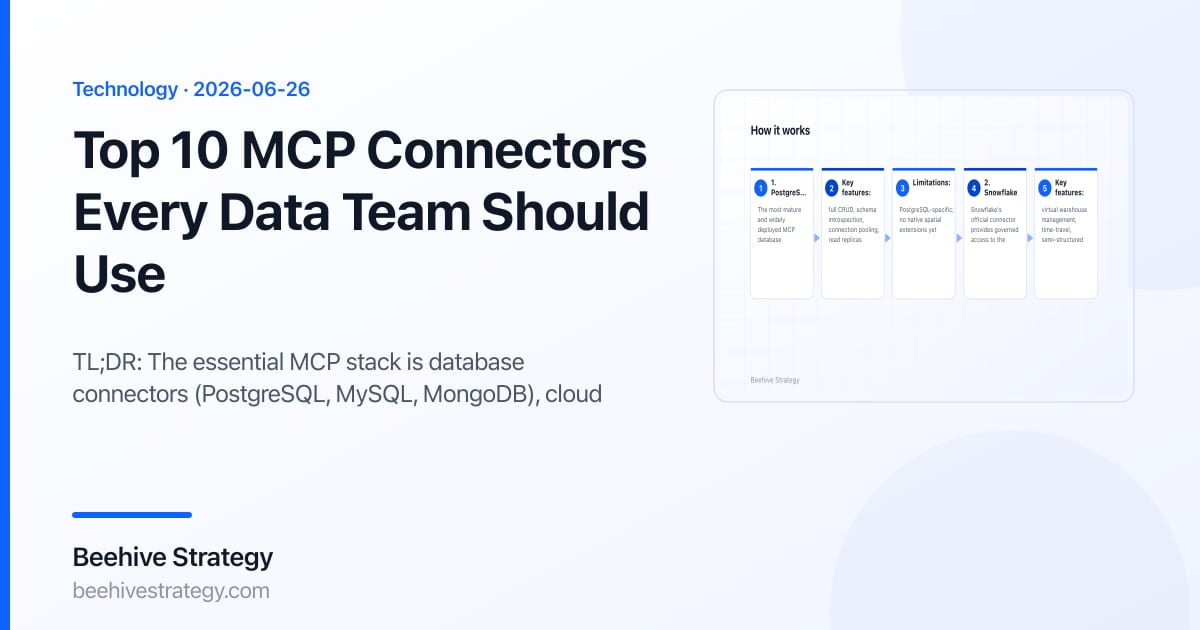 Technology · 2026-06-26
Top 10 MCP Connectors
Every Data Team Should
Use
TL;DR: The essential MCP stack is database
connectors (PostgreSQL, MySQL, MongoDB), cloud
Beehive Strategy
beehivestrategy.com
How it works
1
1.
PostgreS...
The most mature
and widely
deployed MCP
database
2
Key
features:
full CRUD, schema
introspection,
connection pooling,
read replicas
3
Limitations:
PostgreSQL-specific;
no native spatial
extensions yet
4
2.
Snowflake
Snowflake's
official connector
provides governed
access to the
5
Key
features:
virtual warehouse
management,
time-travel,
semi-structured
Beehive Strategy